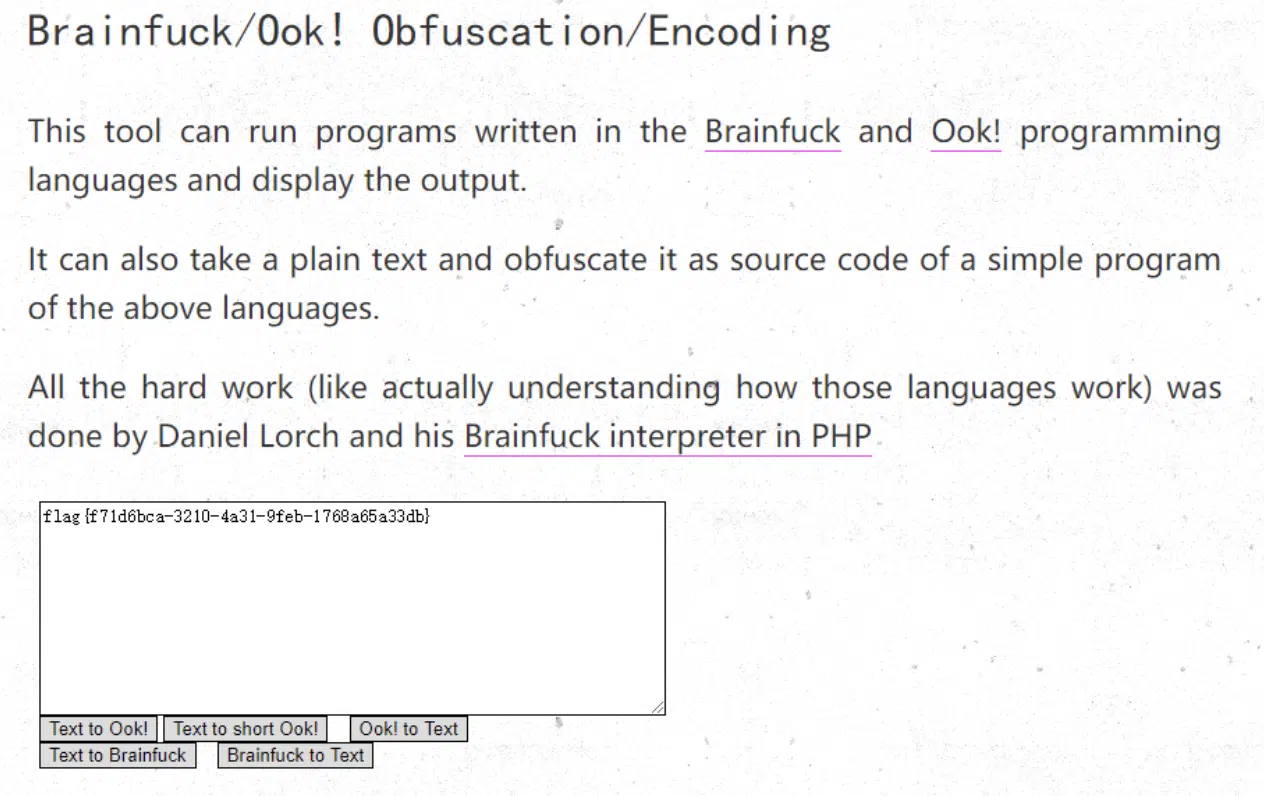 Brainfuck/Ook! Obfuscation/Encoding
This tool can run programs written in the Brainfuck and Ook! programming
languages and display the output.
It can also take a plain text and obfuscate it as source code of a simple program
of the above languages.
All the hard work (like actually understanding how those languages work) was
done by Daniel Lorch and his Brainfuck interpreter in PHP
flag{f71d6bca-3210-4a31-9feb-1768a65a33db}
Text to Ook! Text to short Ook! Ook! to Text
Text to Brainfuck Brainfuck to Text